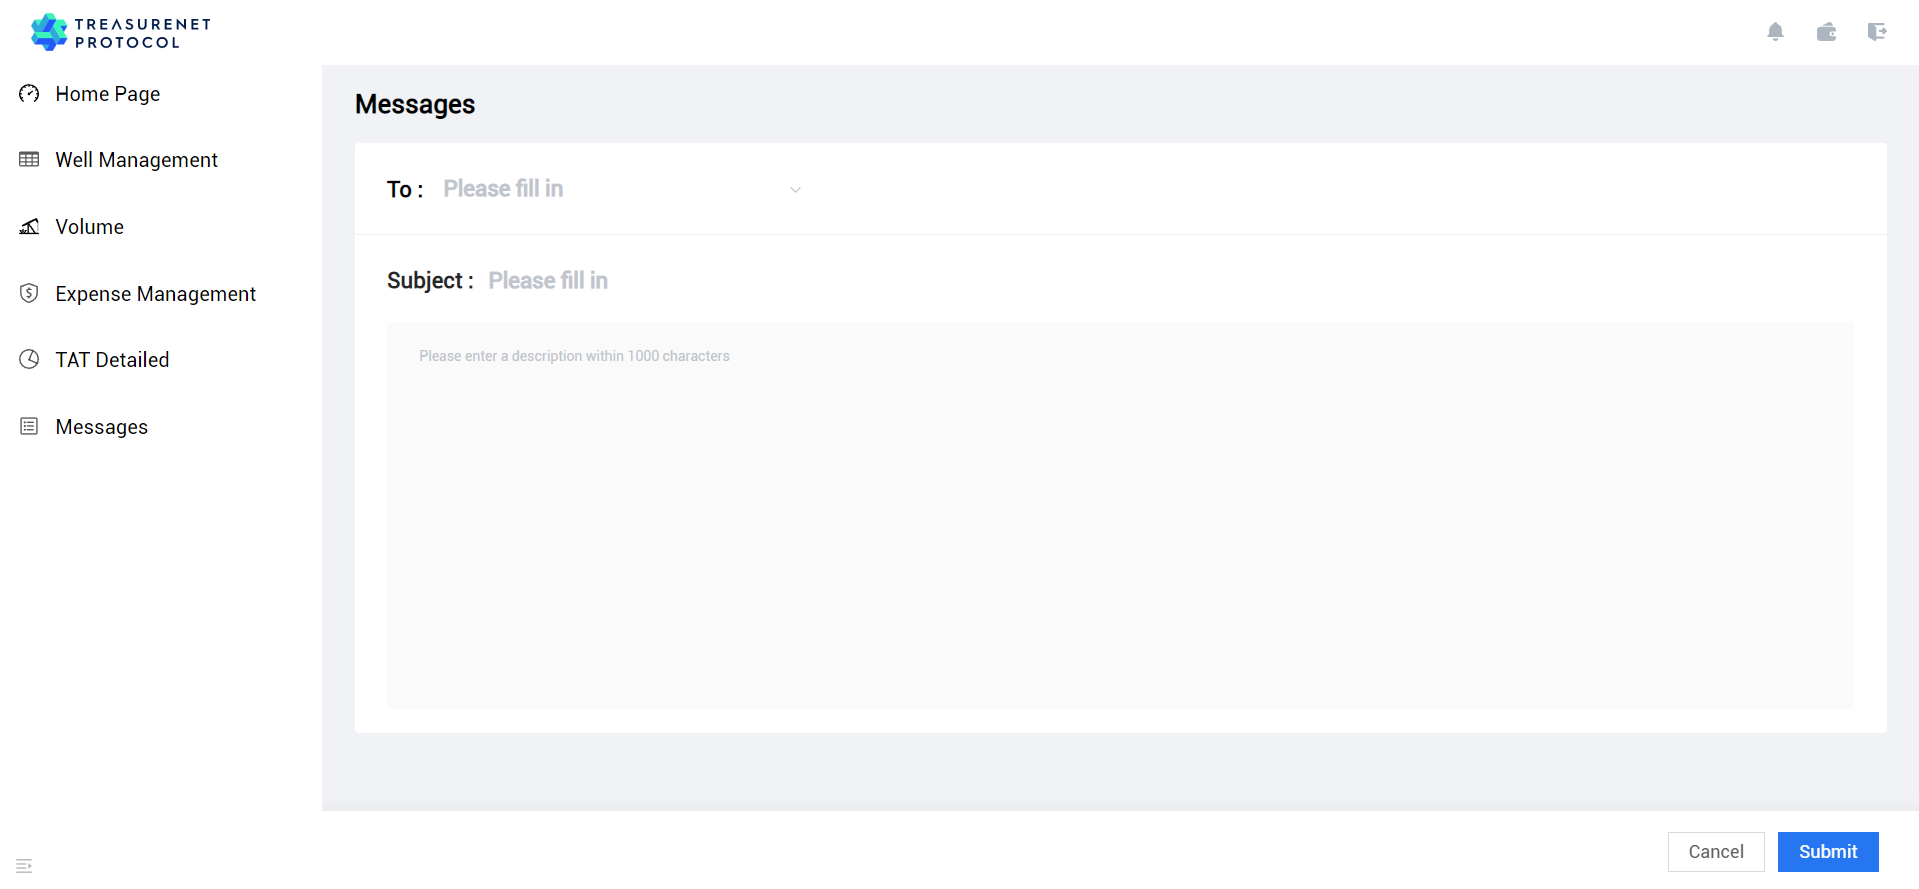 TREASURENET
PROTOCOL
Home Page
Well Management
Volume
Expense Management
TAT Detailed
Messages
Messages
To : Please fill in
Subject : Please fill in
Please enter a description within 1000 characters
Cancel
Submit